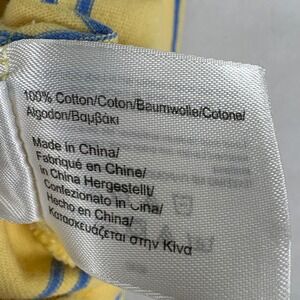 100% Cotton/Coton/Baumwolle/Cotone/
Algodon/Βαμβάκι
Made in China/
Fabriqué en Chine/
in China Hergestellt/
Confezionato in Cina/
Hecho en China/
Κατασκευάζεται στην Κίνα